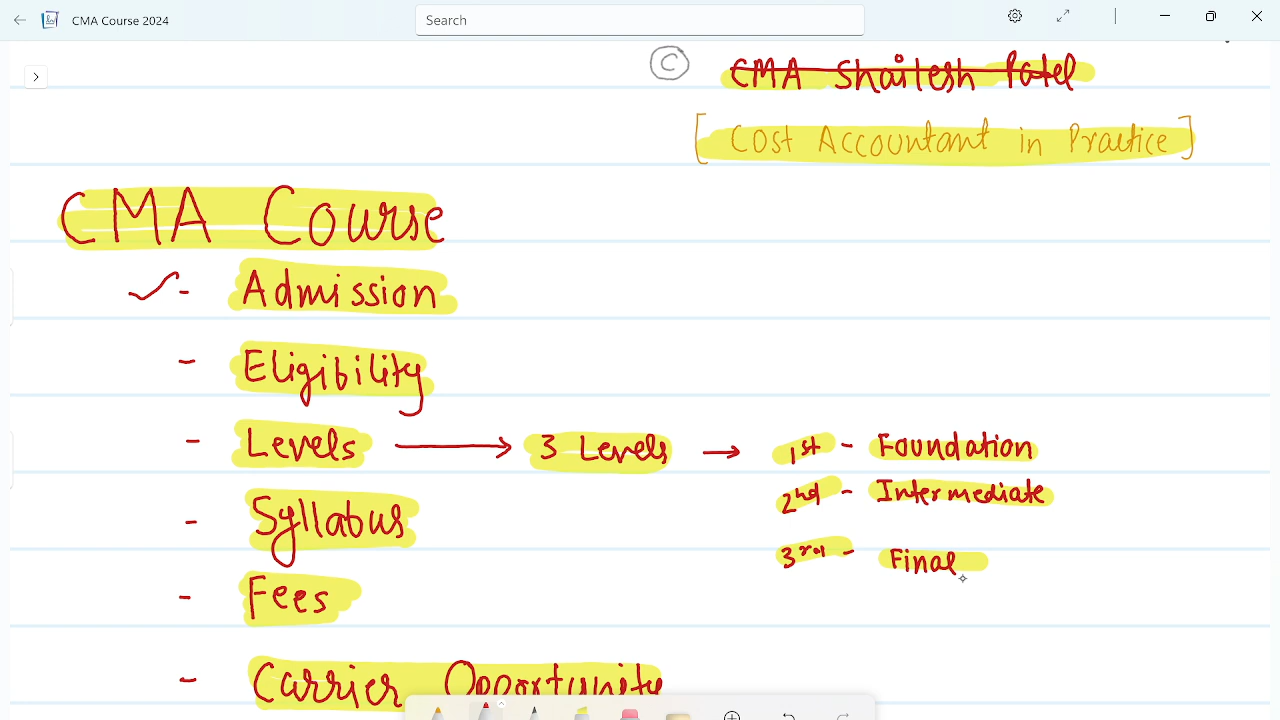 CMA Course 2024
Search
© CMA Shailesh Patel
[ Cost Accountant in Practice ]
CMA Course
- Admission
- Eligibility
- Levels → 3 Levels → 1st - Foundation
2nd - Intermediate
- Syllabus
3rd - Final
- Fees
- Carrier Opportunity